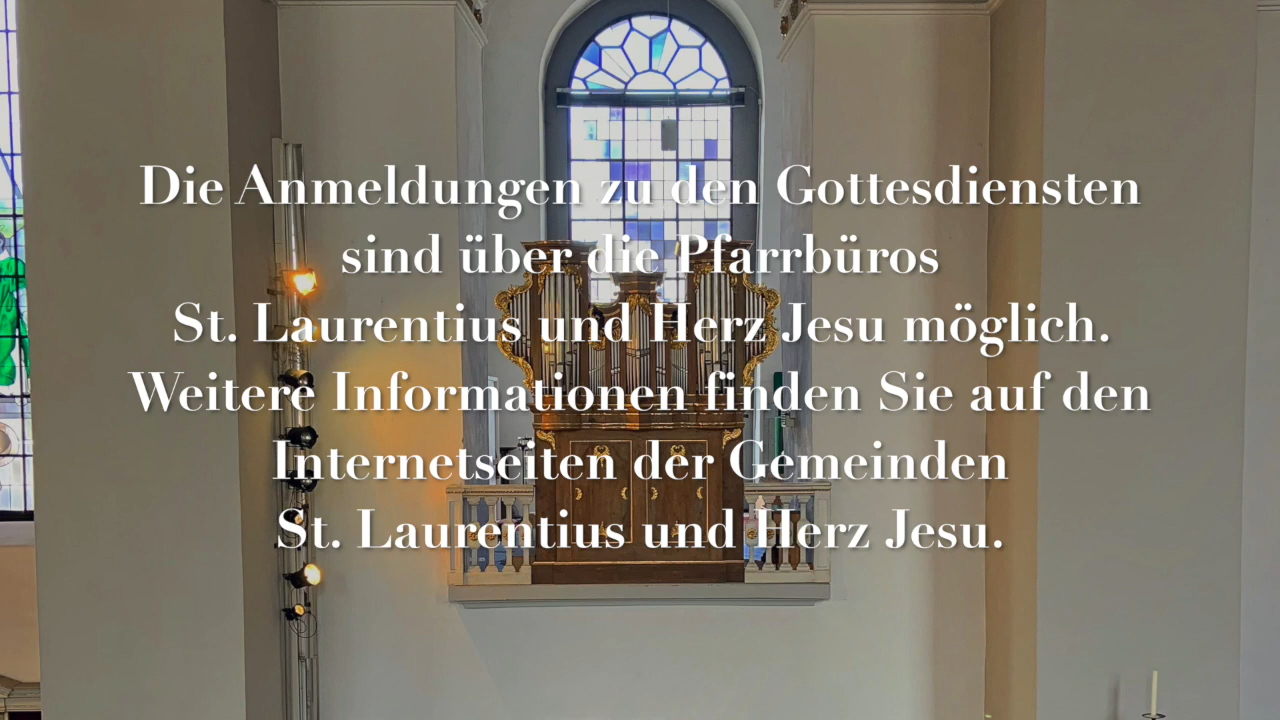 Die Anmeldungen zu den Gottesdiensten
sind über die Pfarrbüros
St. Laurentius und Herz Jesu möglich.
Weitere Informationen finden Sie auf den
Internetseiten der Gemeinden
St. Laurentius und Herz Jesu.